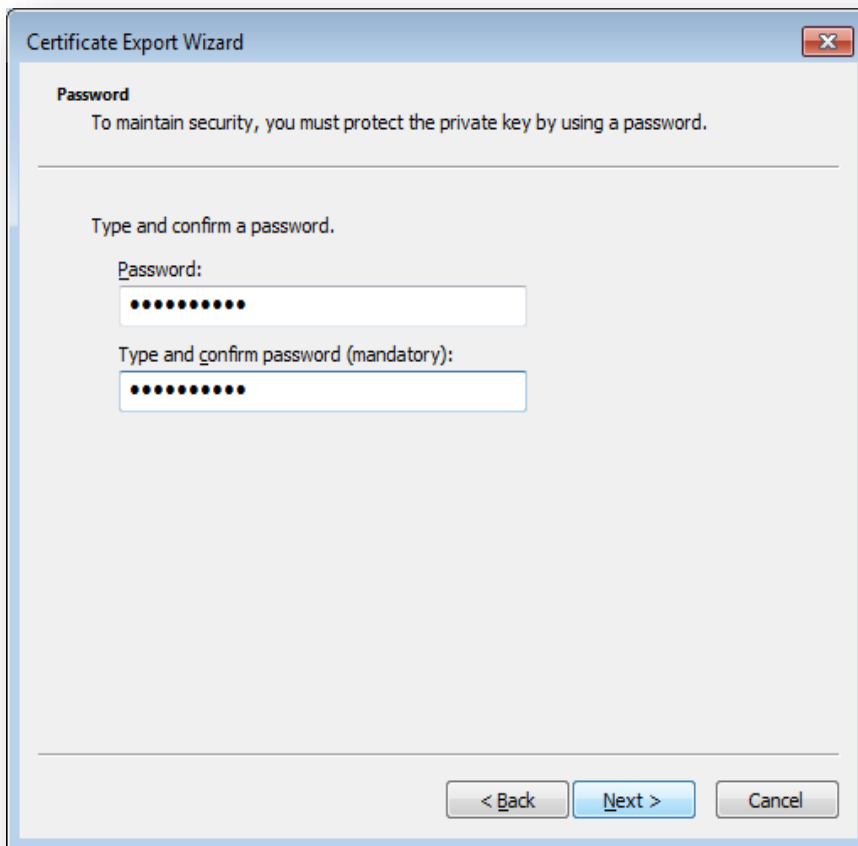 Certificate Export Wizard
Password
To maintain security, you must protect the private key by using a password.
Type and confirm a password.
Password:
••••••••••
Type and confirm password (mandatory):
••••••••••
< Back
Next >
Cancel